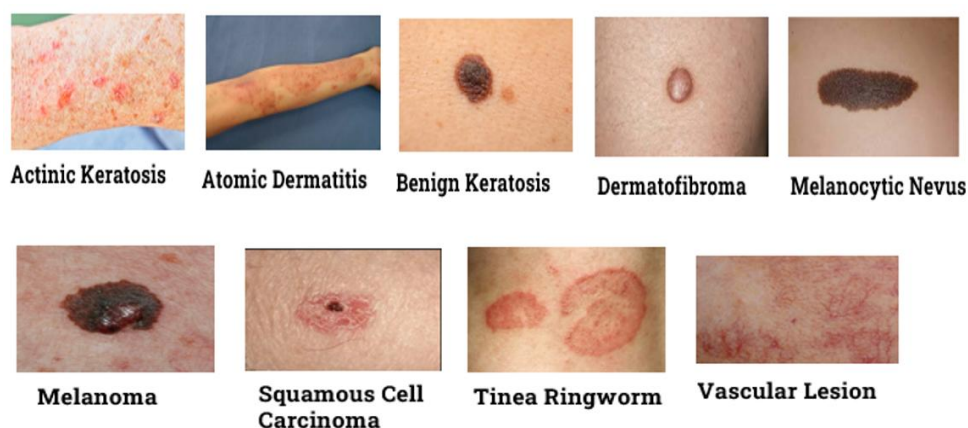 Actinic Keratosis
Atomic Dermatitis
Benign Keratosis
Dermatofibroma
Melanocytic Nevus
Melanoma
Squamous Cell
Carcinoma
Tinea Ringworm
Vascular Lesion